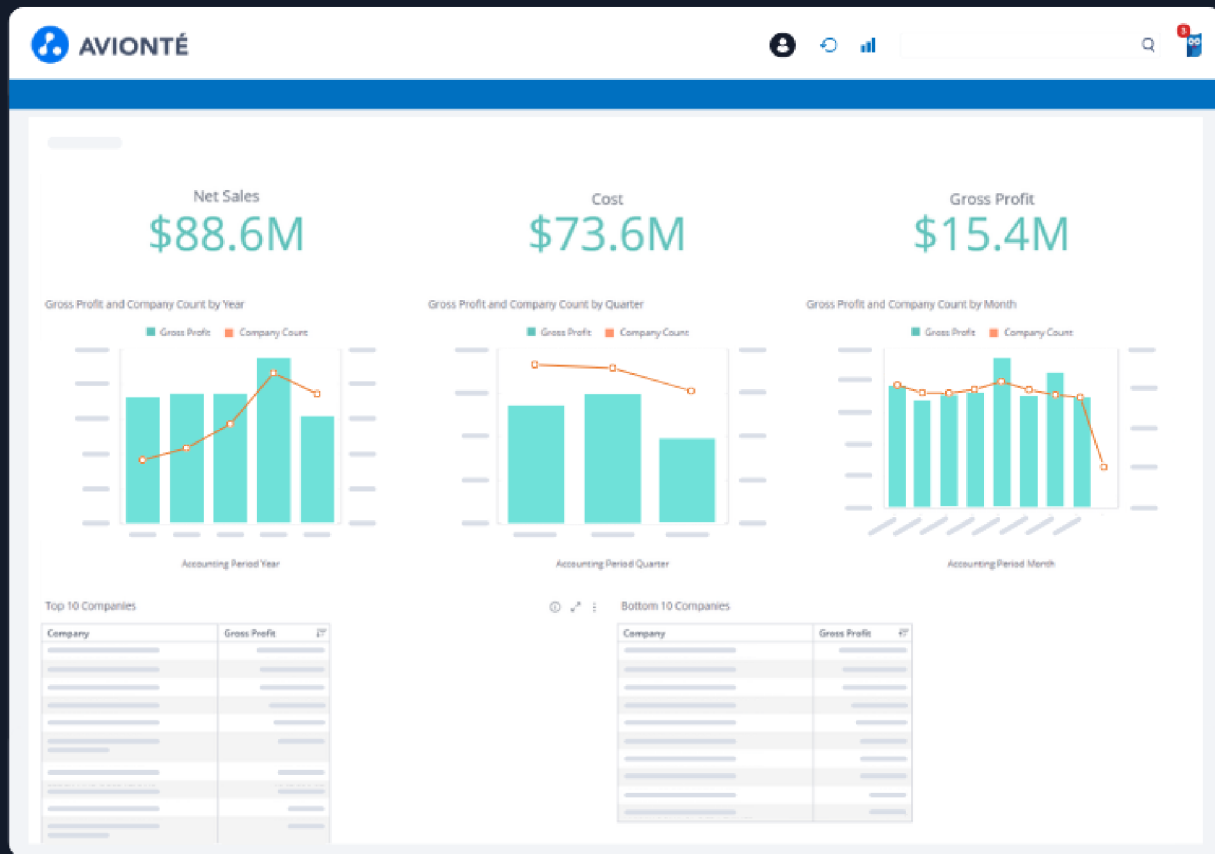 AVIONTÉ
3
Net Sales
$88.6M
Cost
$73.6M
Gross Profit
$15.4M
Gross Profit and Company Count by Year
Gross Profit and Company Count by Quarter
Gross Profit and Company Count by Month
Gross Profit Company Count
Gross Profit Company Count
Gross Profit Company Count
Accounting Period Year
Accounting Period Quarter
Accounting Period Month
Top 10 Companies
Bottom 10 Companies
Company Gross Profit
Company Gross Profit